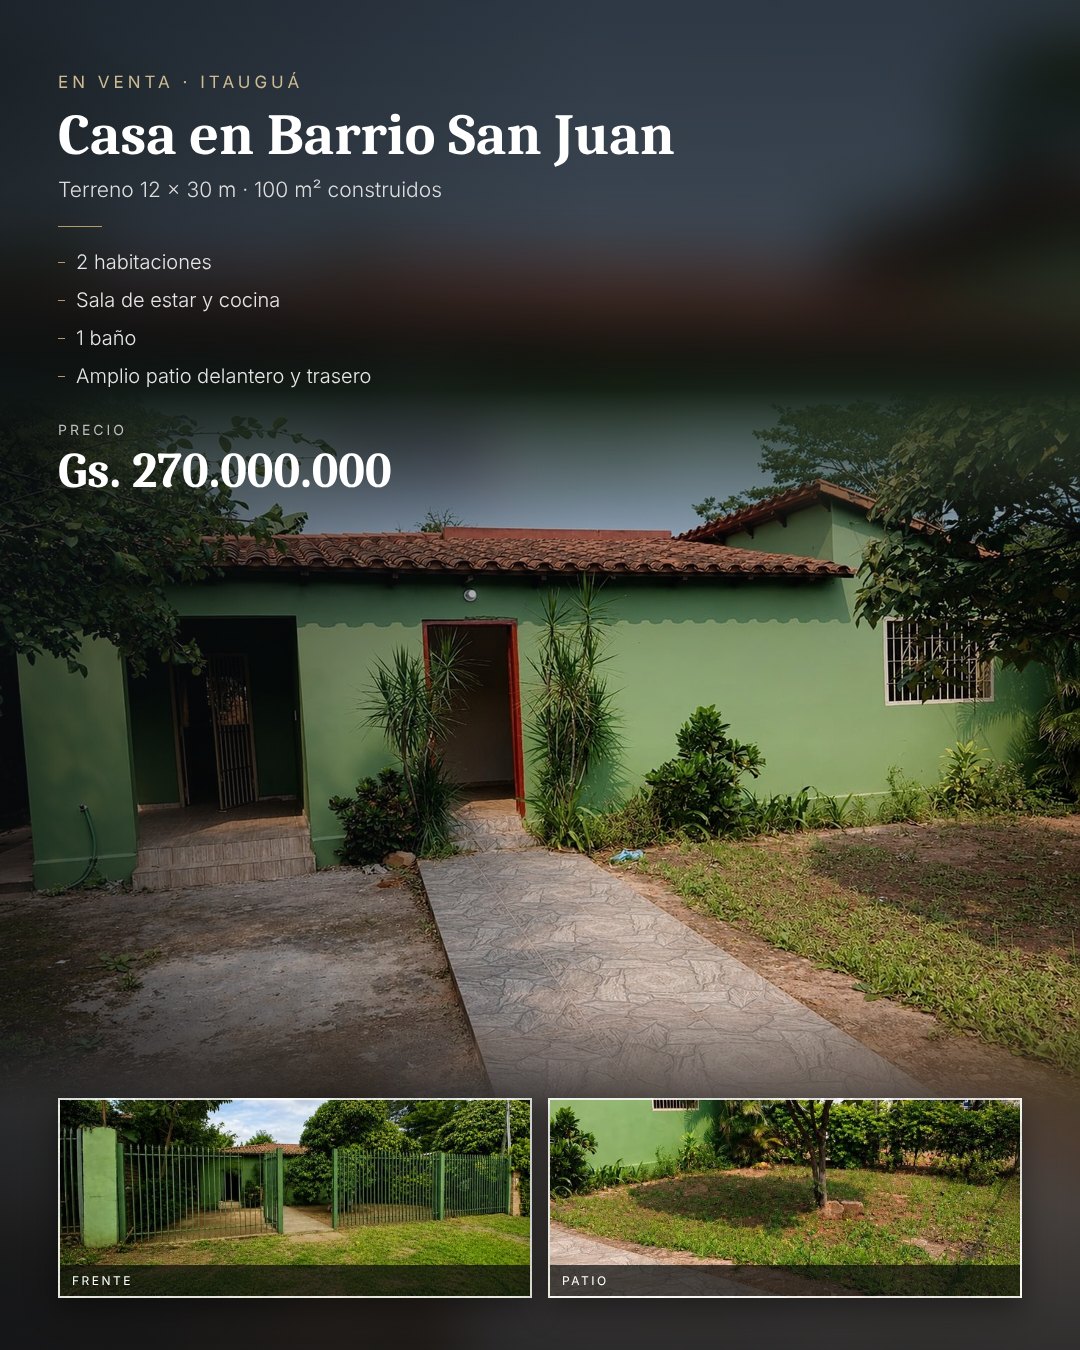 EN VENTA · ITAUGUÁ
Casa en Barrio San Juan
Terreno 12 × 30 m · 100 m² construidos
– 2 habitaciones
– Sala de estar y cocina
– 1 baño
– Amplio patio delantero y trasero
PRECIO
Gs. 270.000.000
FRENTE
PATIO